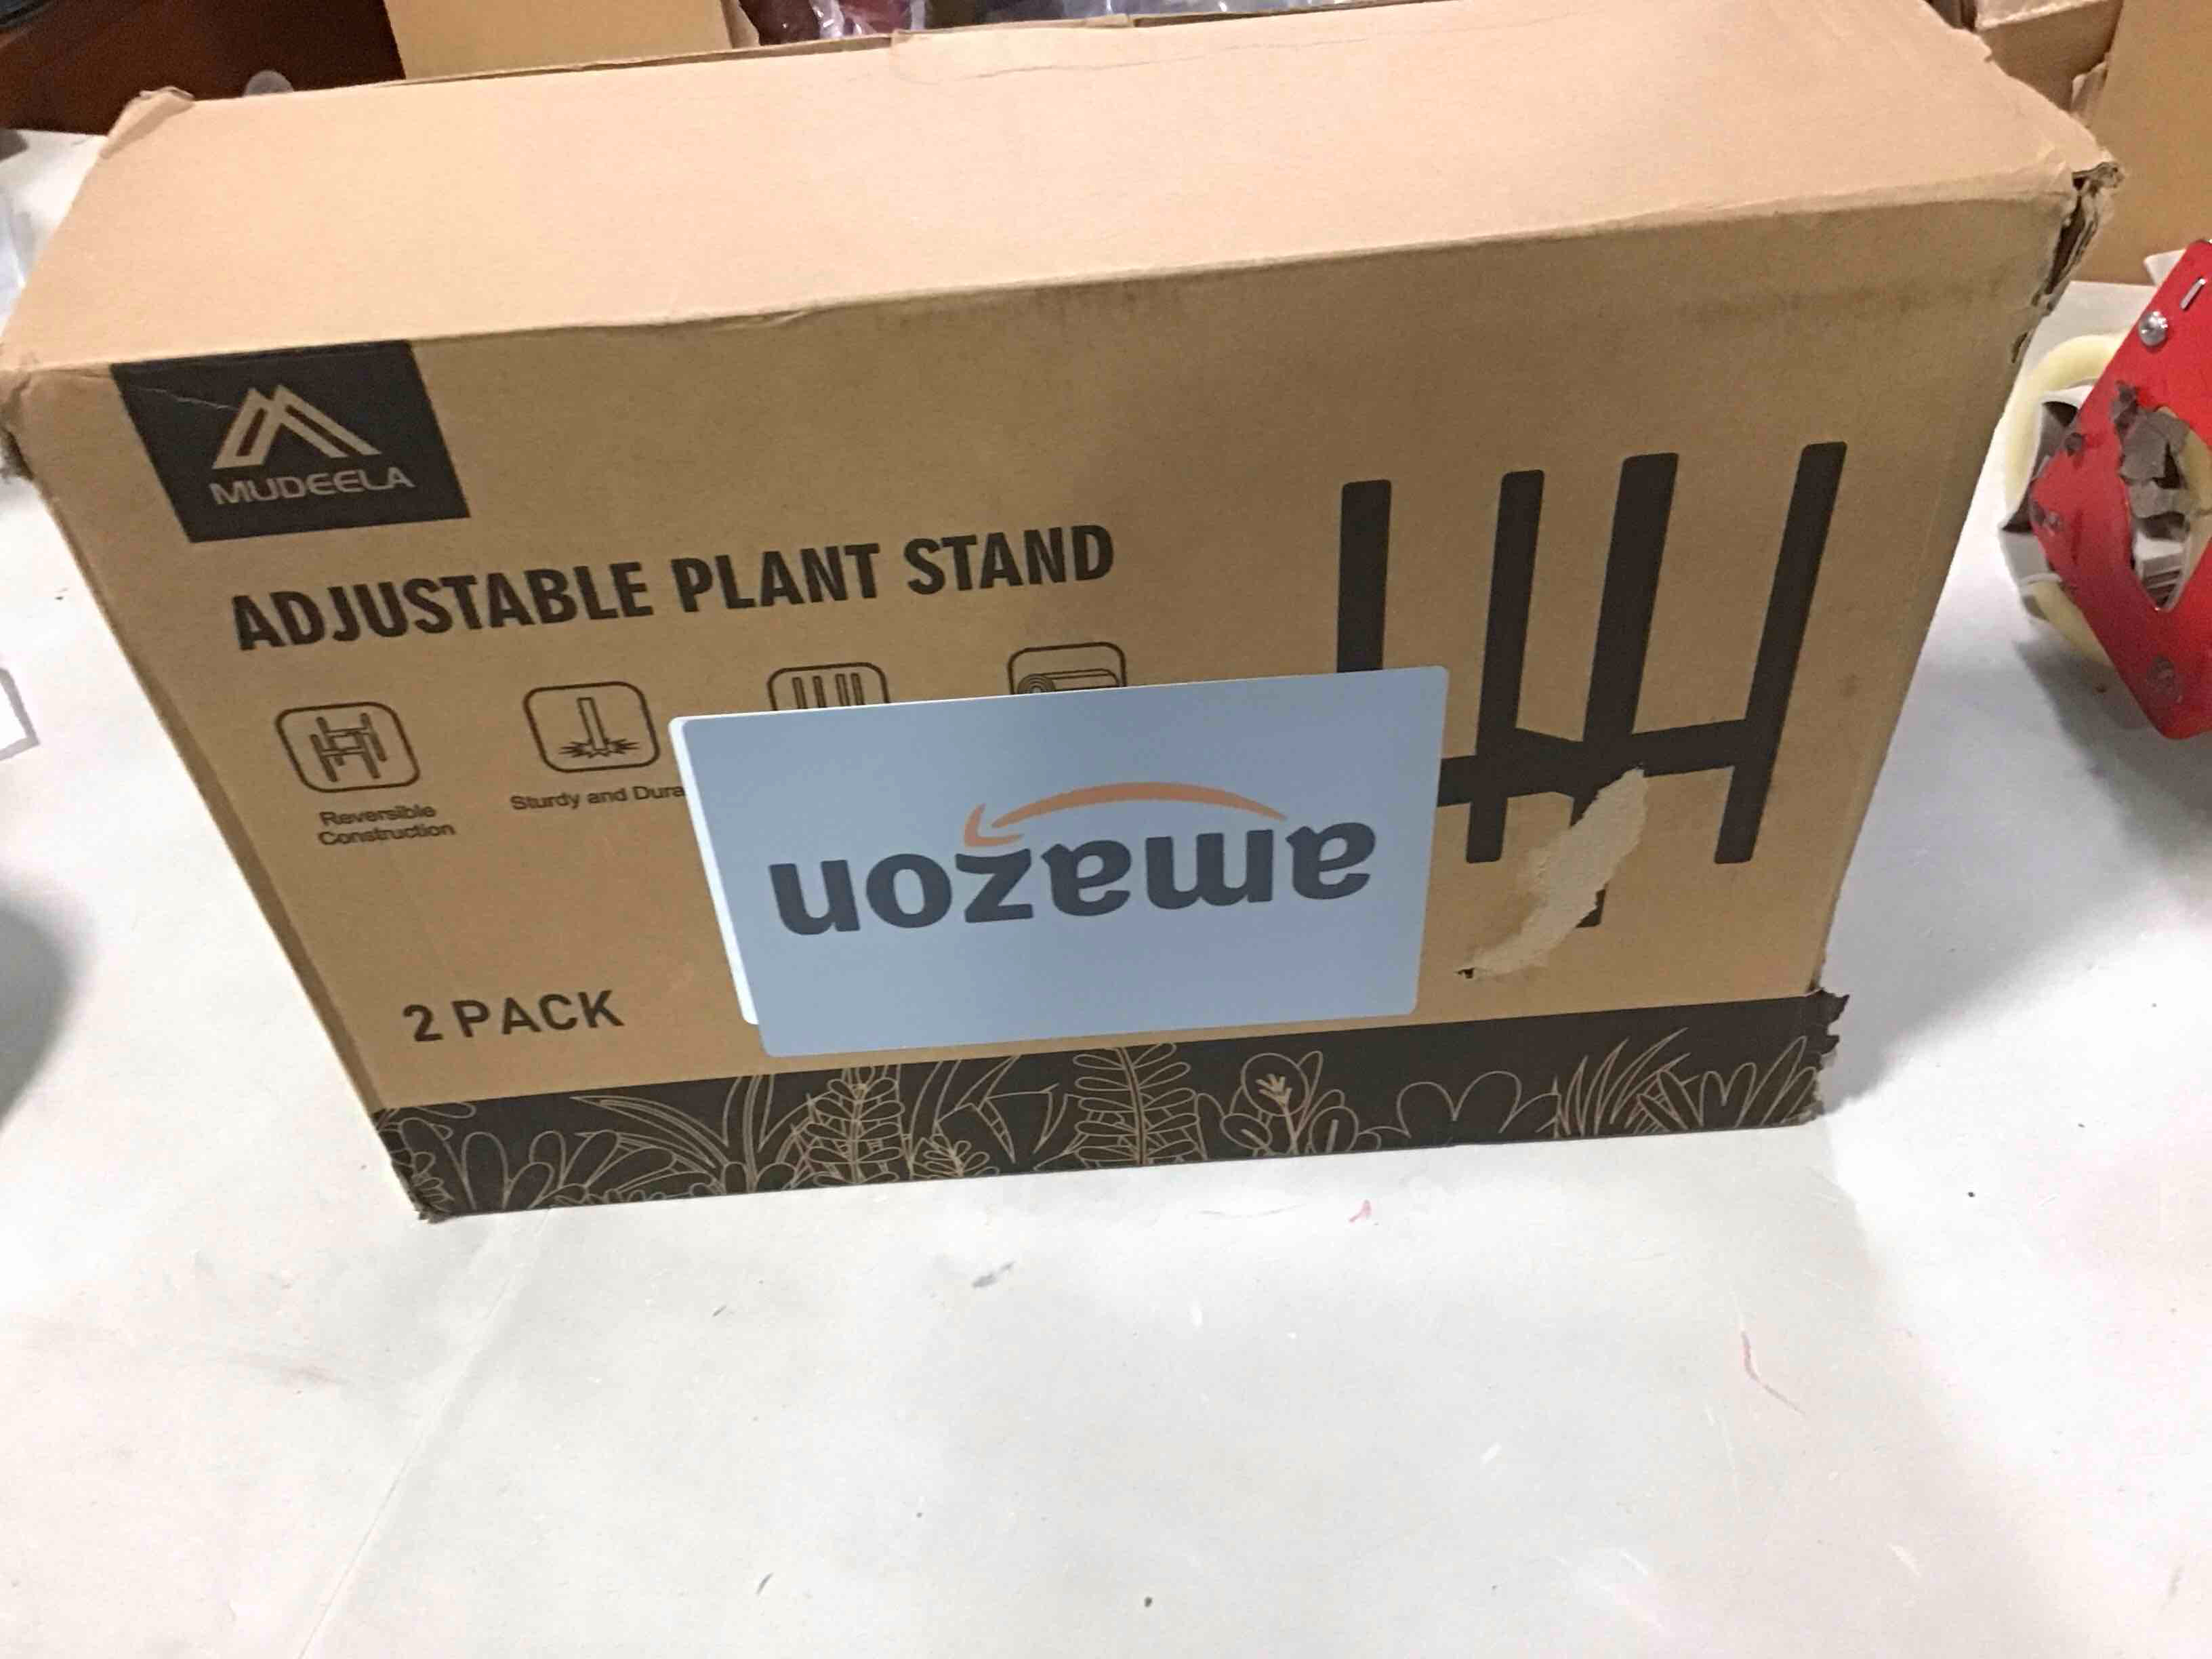 MUDEELA
ADJUSTABLE PLANT STAND
Reversible
Construction
Sturdy and Dura
amazon
2 PACK